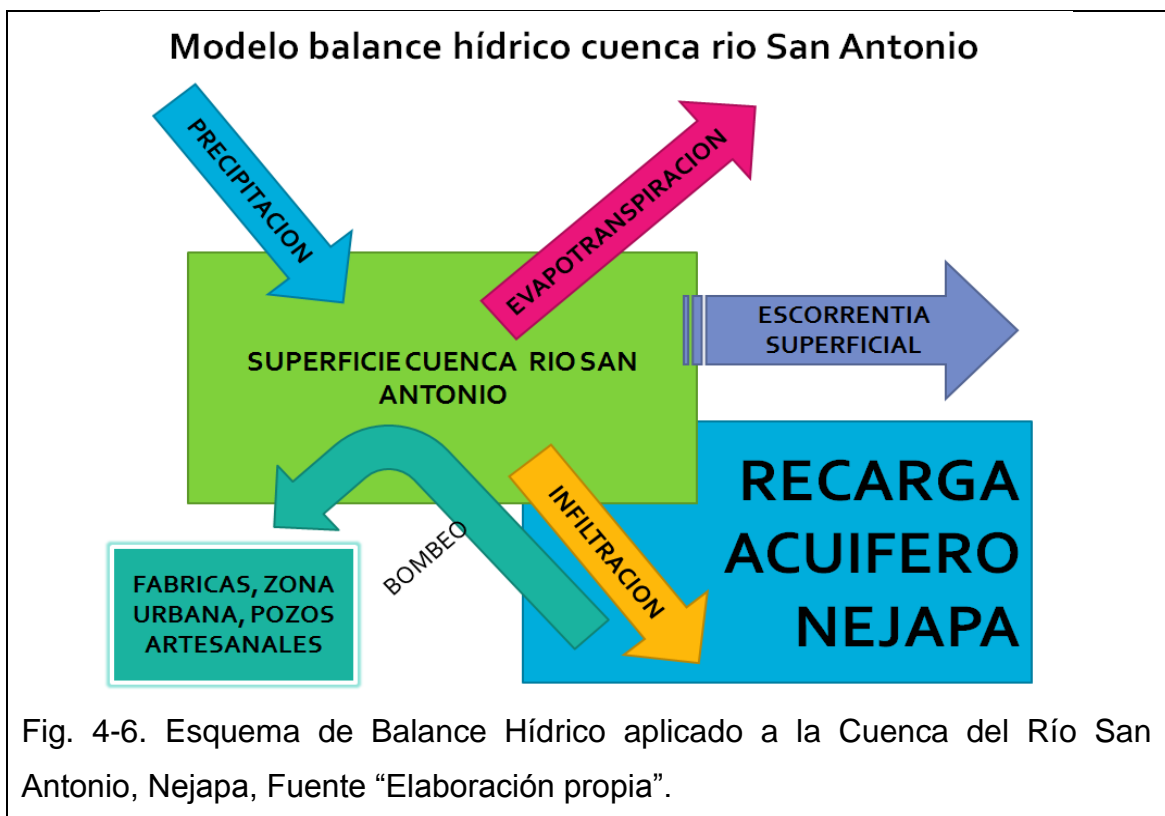 Modelo balance hídrico cuenca rio San Antonio
PRECIPITACION
EVAPOTRANSPIRACION
ESCORRENTIA
SUPERFICIAL
SUPERFICIE CUENCA RIO SAN
ANTONIO
RECARGA
ACUIFERO
NEJAPA
INFILTRACION
BOMBEO
FABRICAS, ZONA
URBANA, POZOS
ARTESANALES
Fig. 4-6. Esquema de Balance Hídrico aplicado a la Cuenca del Río San
Antonio, Nejapa, Fuente “Elaboración propia”.